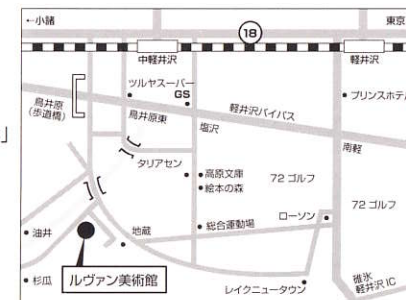 ←小諸
東京
18
中軽井沢
軽井沢
ツルヤスーパー
GS
プリンスホテ
鳥井原
(歩道橋)
鳥井原東
軽井沢バイパス
塩沢
南軽
」
タリアセン
高原文庫
絵本の森
72 ゴルフ
72 ゴルフ
ローソン
総合運動場
地蔵
油井
杉瓜
ルヴァン美術館
レイクニュータウン
碓氷
軽井沢 IC